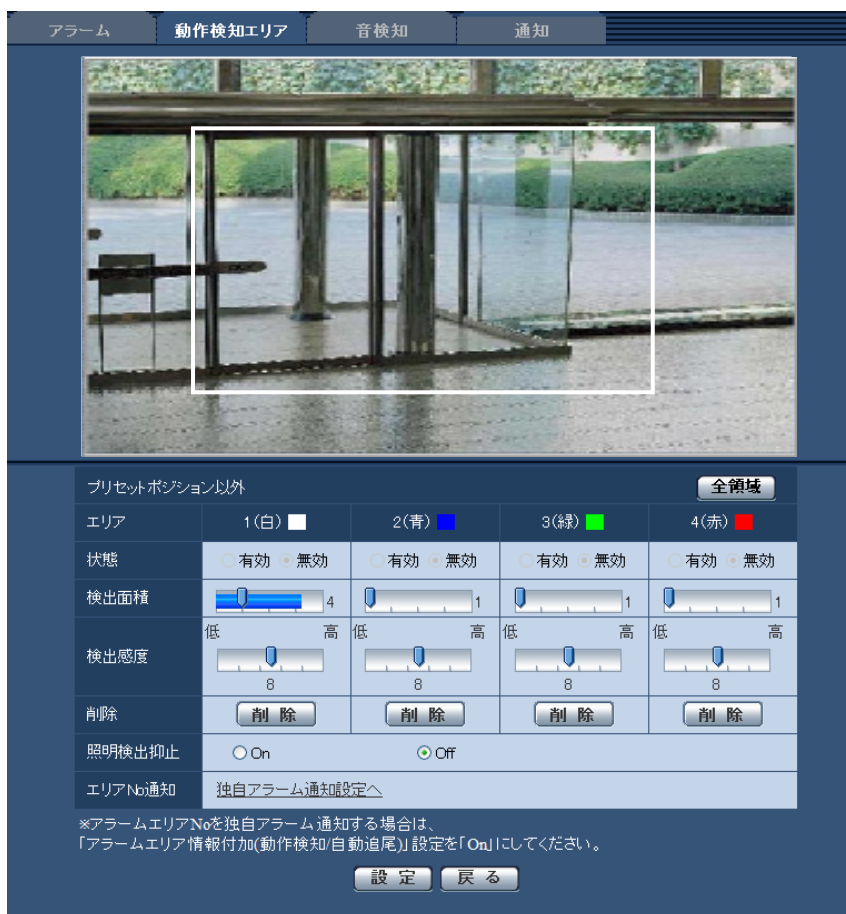 アラーム 動作検知エリア 音検知 通知
プリセットポジション以外 全領域
エリア 1(白) 2(青) 3(緑) 4(赤)
状態 有効 無効 有効 無効 有効 無効 有効 無効
検出面積 4 1 1 1
低 高 低 高 低 高 低 高
検出感度
8 8 8 8
削除 削除 削除 削除 削除
照明検出抑止 On Off
エリアNo通知 独自アラーム通知設定へ
※アラームエリアNoを独自アラーム通知する場合は、
「アラームエリア情報付加(動作検知/自動追尾)」設定を「On」にしてください。
設定 戻る